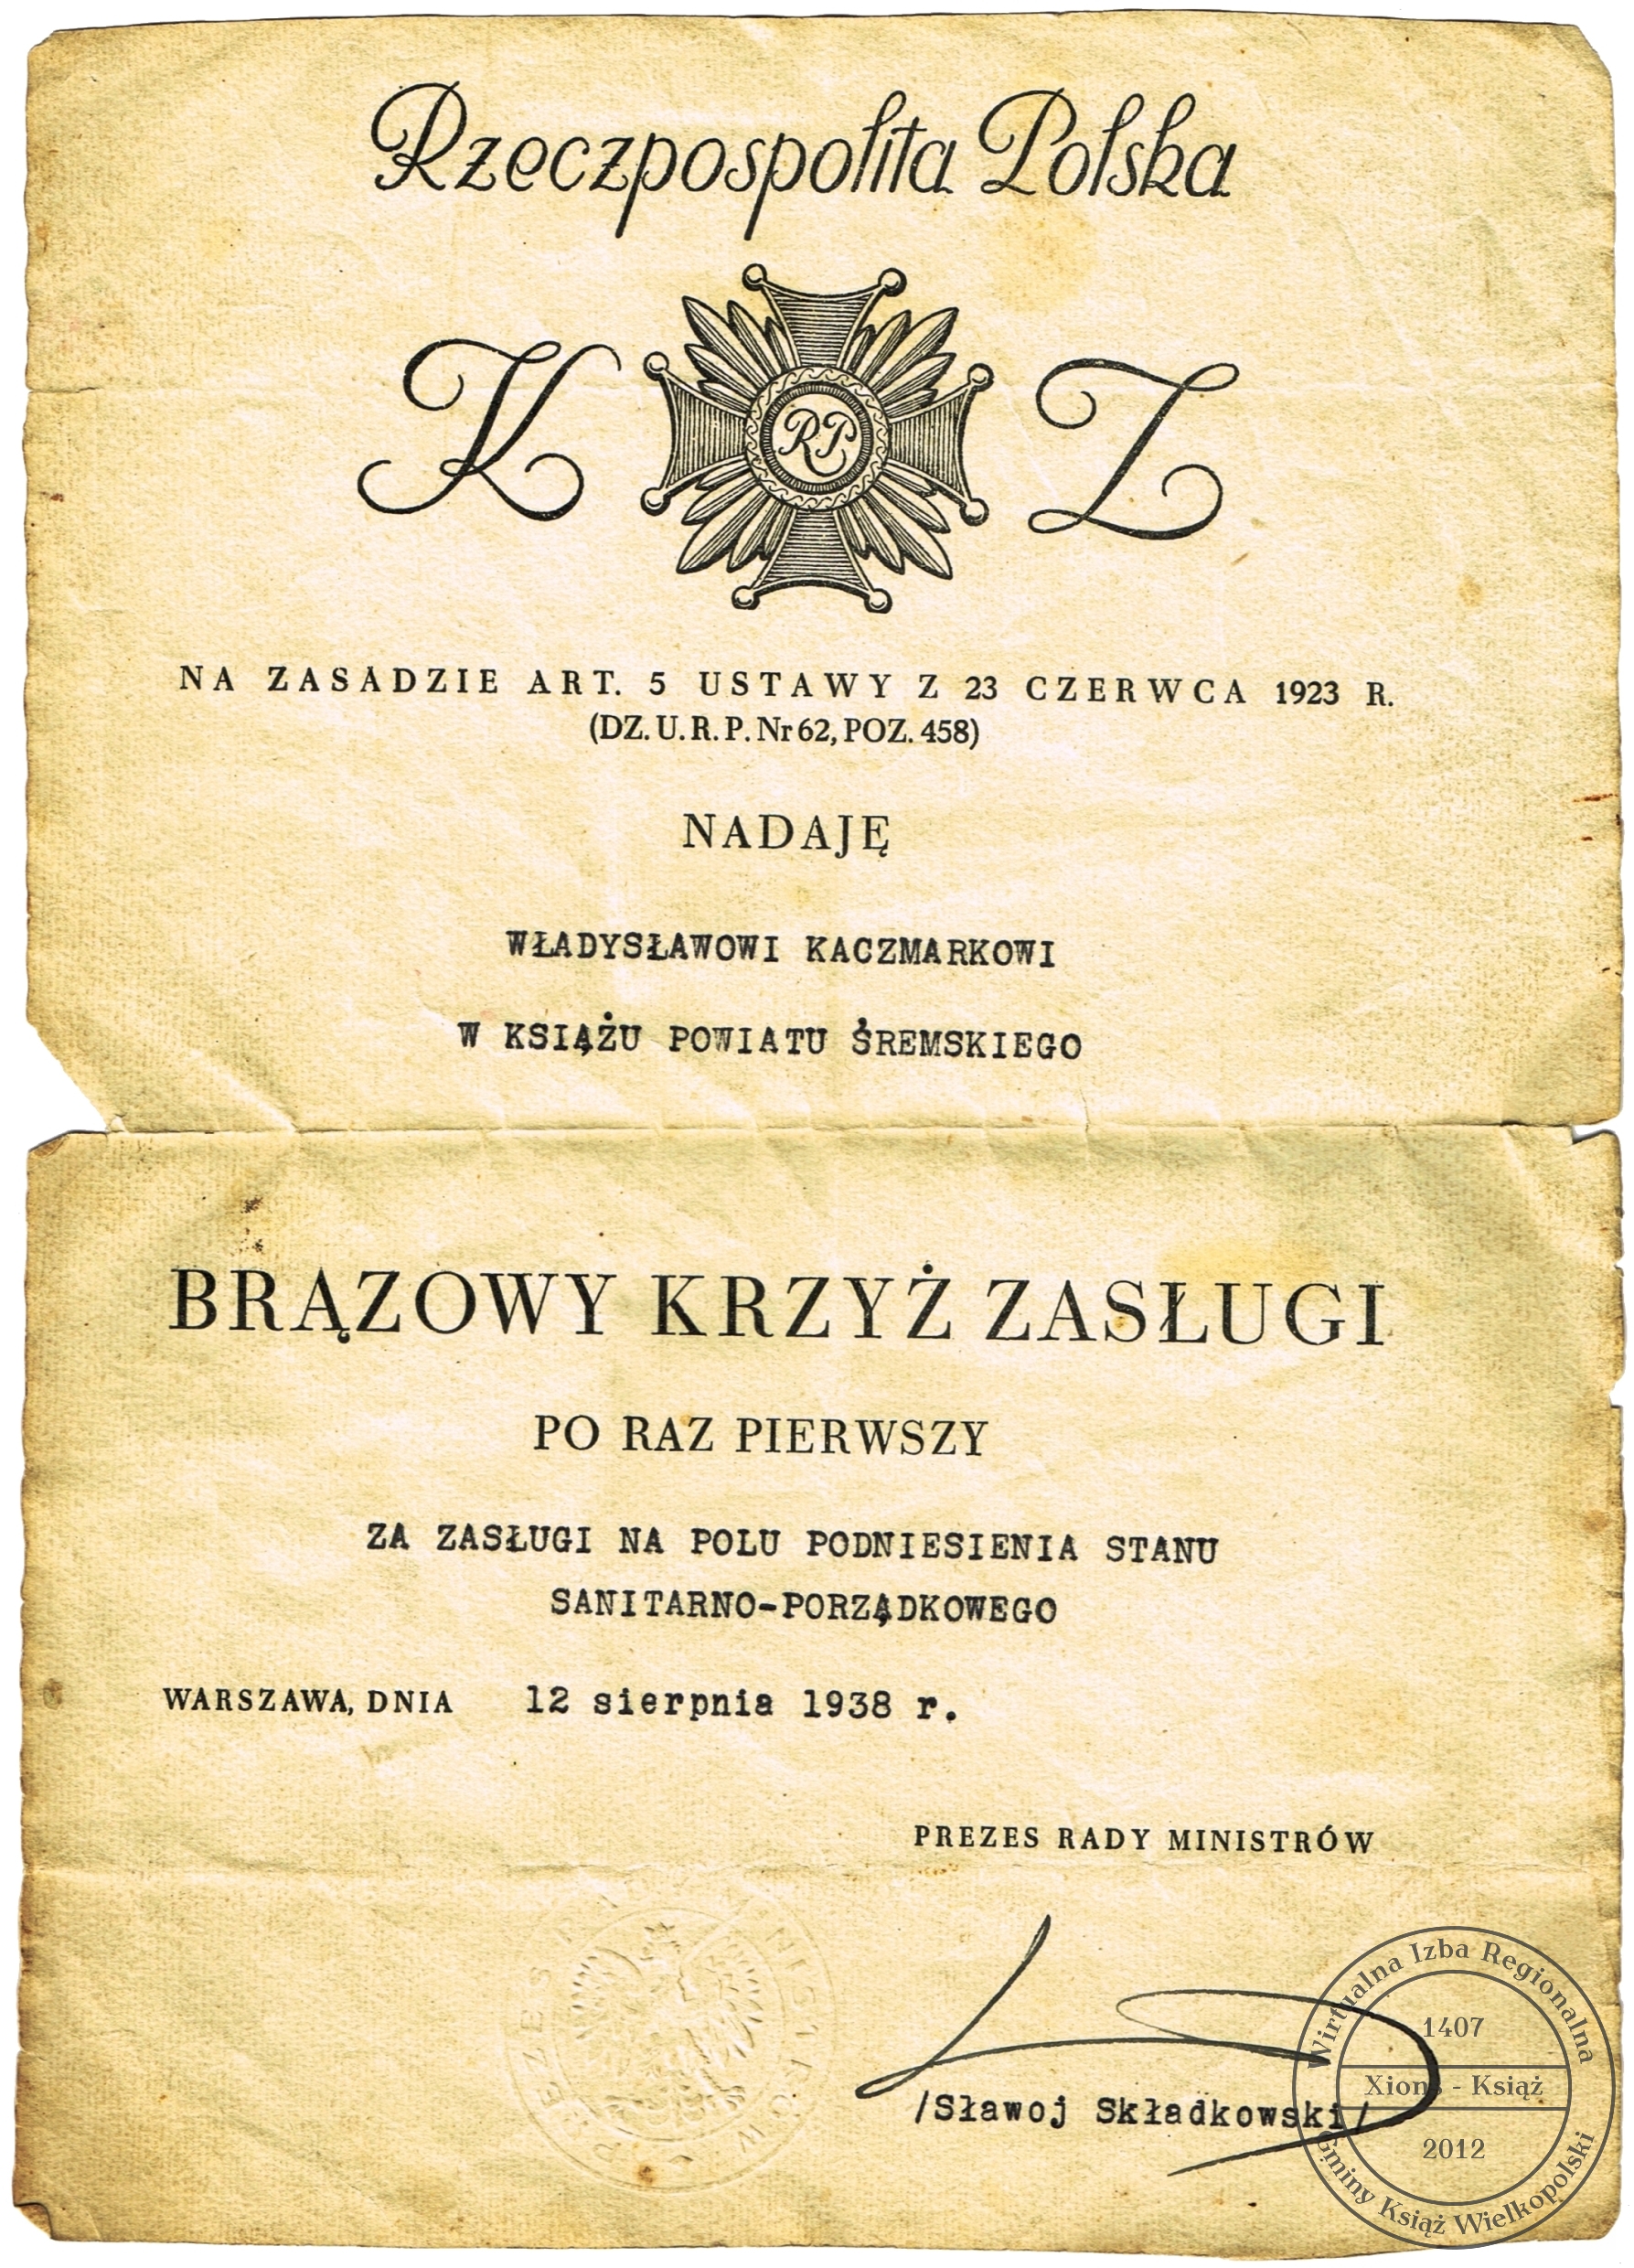 Rzeczpospolita Polska
K Z
RP
NA ZASADZIE ART. 5 USTAWY Z 23 CZERWCA 1923 R.
(DZ. U. R. P. Nr 62, POZ. 458)
NADAJĘ
WŁADYSŁAWOWI KACZMARKOWI
W KSIĄŻU POWIATU ŚREMSKIEGO
BRĄZOWY KRZYŻ ZASŁUGI
PO RAZ PIERWSZY
ZA ZASŁUGI NA POLU PODNIESIENIA STANU
SANITARNO-PORZĄDKOWEGO
WARSZAWA, DNIA 12 sierpnia 1938 r.
PREZES RADY MINISTRÓW
/Sławoj Składkowski/
Wirtualna Izba Regionalna
1407
Xions - Książ
2012
Gminy Książ Wielkopolski